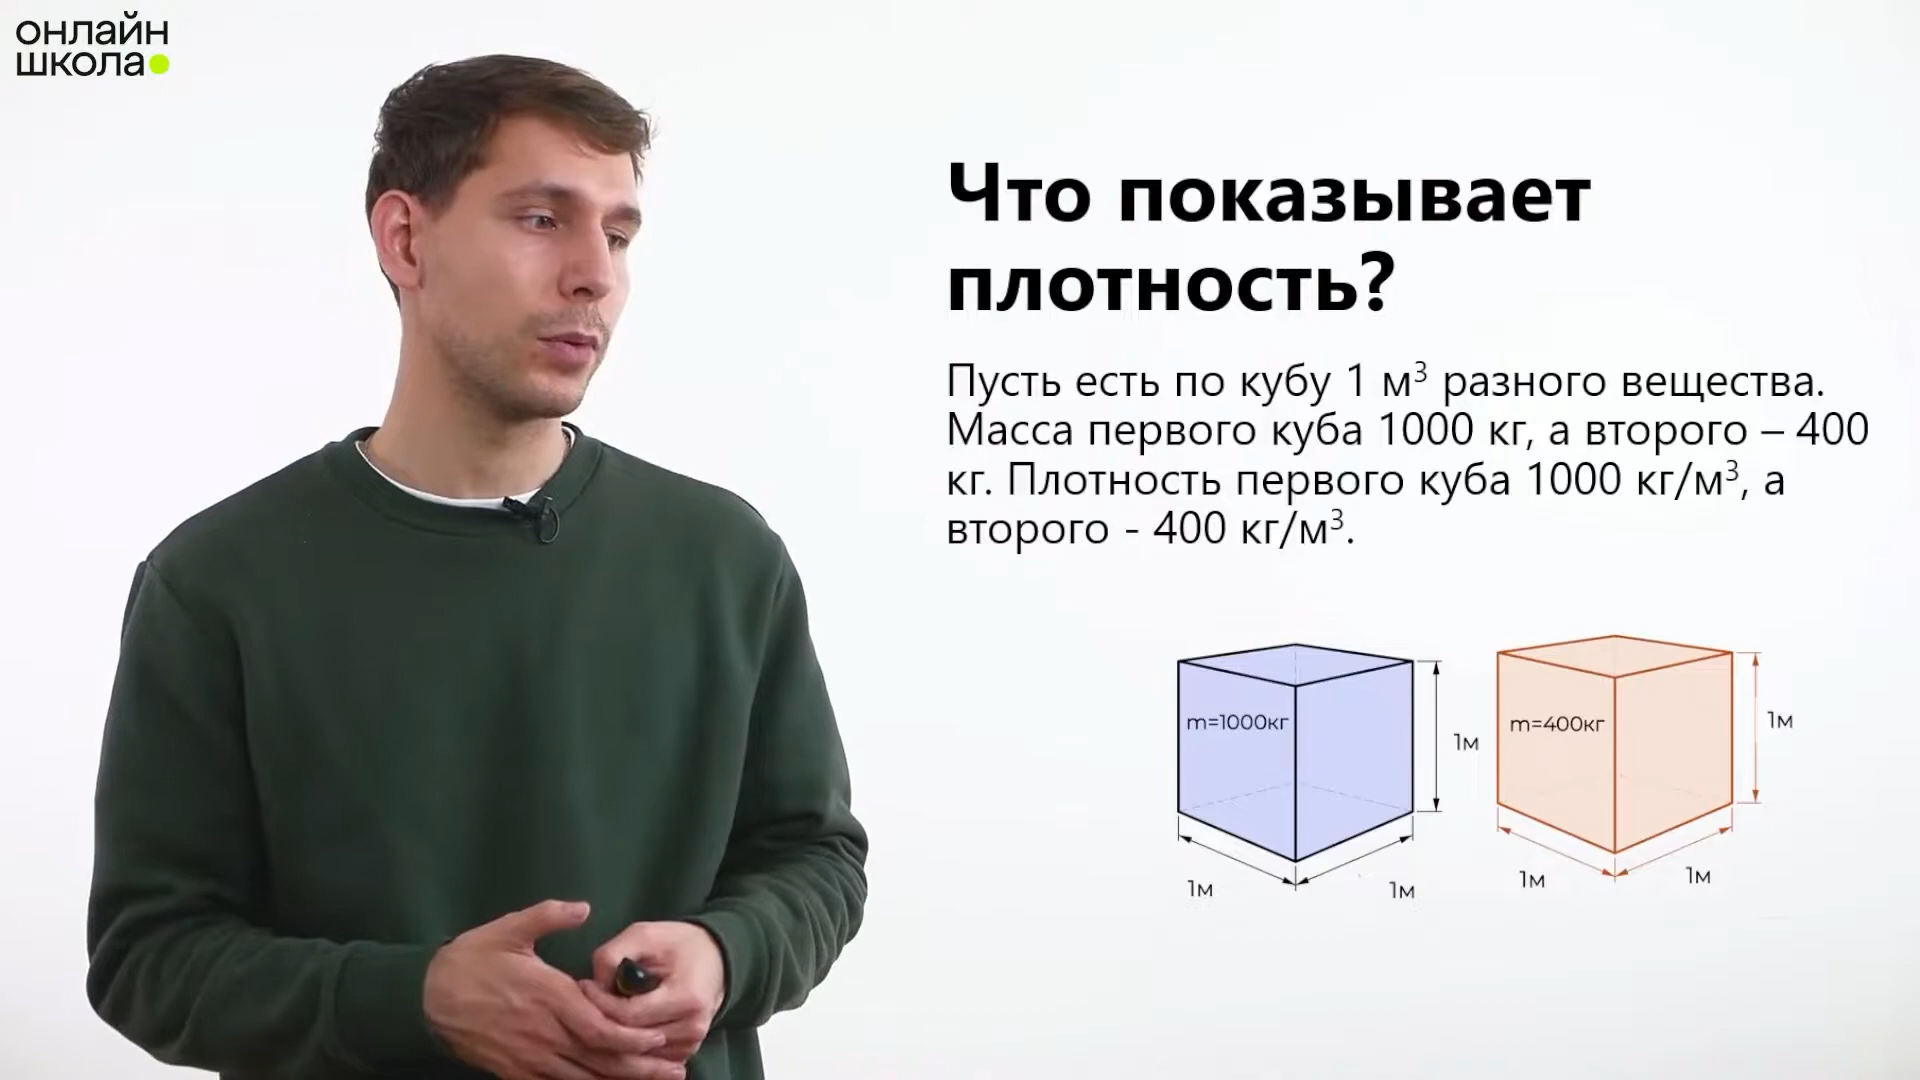 онлайн
школа
Что показывает
плотность?
Пусть есть по кубу 1 м³ разного вещества.
Масса первого куба 1000 кг, а второго – 400
кг. Плотность первого куба 1000 кг/м³, а
второго - 400 кг/м³.
m=1000кг
1м
1м
1м
m=400кг
1м
1м
1м